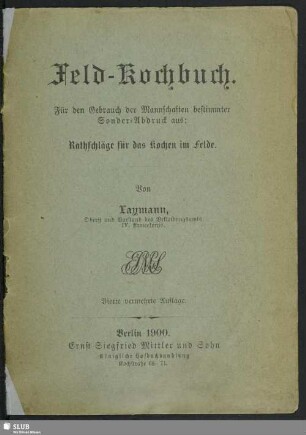 Feld-Kochbuch.
Für den Gebrauch der Mannschaften bestimmter
Sonder-Abdruck aus:
Rathschläge für das Kochen im Felde.
Von
Laymann,
Oberst und Vorstand des Bekleidungsamts
IV. Armeekorps.
Vierte vermehrte Auflage.
Berlin 1900.
Ernst Siegfried Mittler und Sohn
Königliche Hofbuchhandlung
Kochstraße 68–71.
SLUB